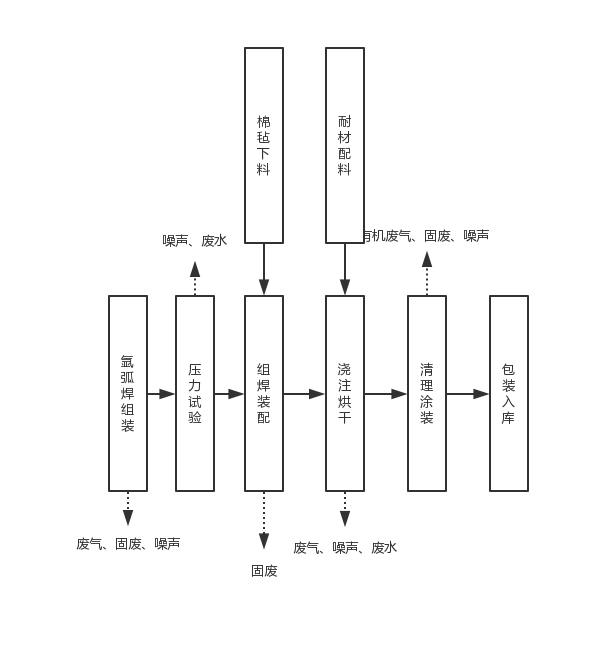 棉毡下料
耐材配料
噪声、废水
有机废气、固废、噪声
氩弧焊组装
压力试验
组焊装配
浇注烘干
清理涂装
包装入库
废气、固废、噪声
固废
废气、噪声、废水